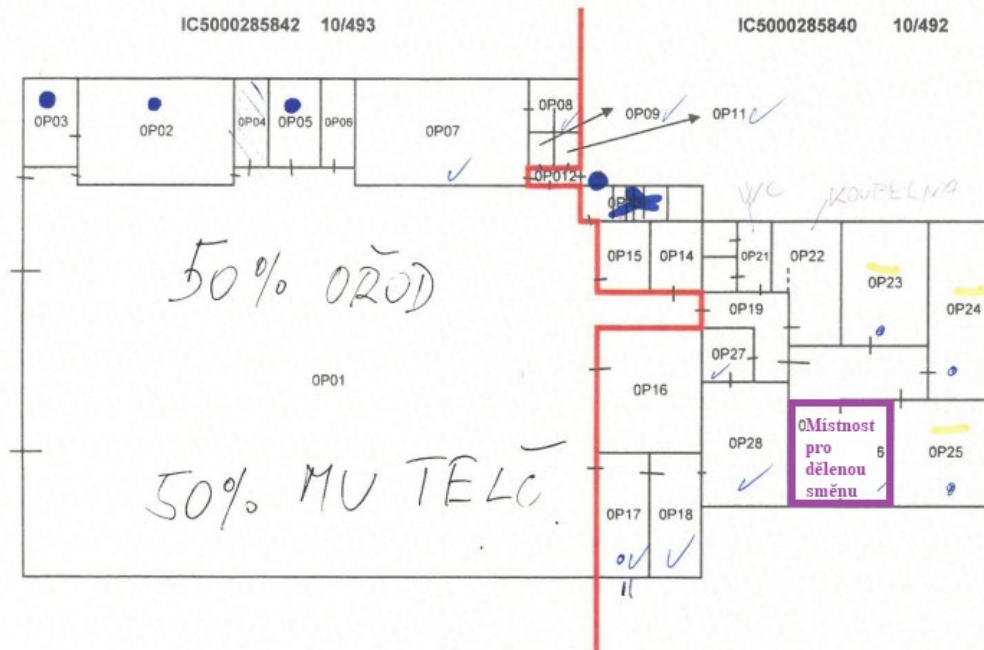 IC5000285842 10/493
IC5000285840 10/492
0P03
0P02
0P04
0P05
0P06
0P07
0P08
0P09
0P11
0P012
WC
KOUPELNA
0P15
0P14
0P21
0P22
0P23
0P24
50% OŘOD
0P19
0P01
0P27
0P16
0P28
Místnost
pro
dělenou
směnu
6
0P25
50% MU TELČ
0P17
0P18